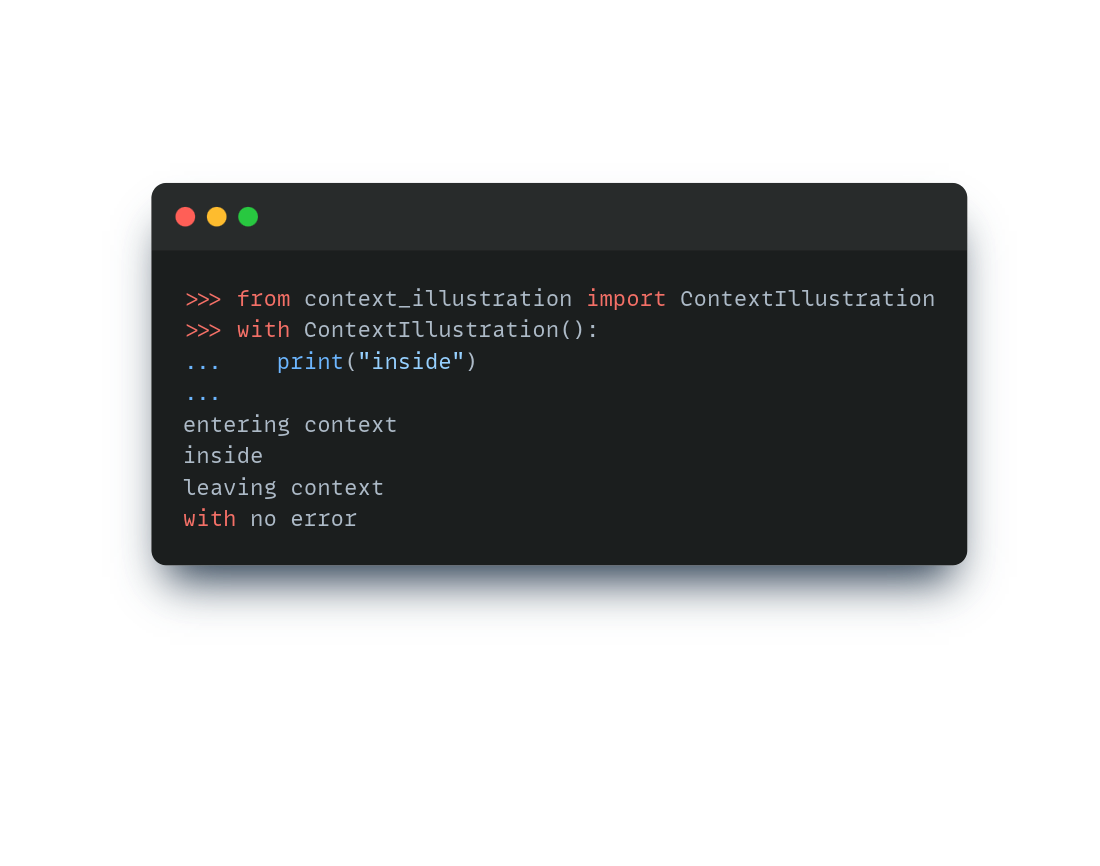 >>> from context_illustration import ContextIllustration
>>> with ContextIllustration():
...    print("inside")
...
entering context
inside
leaving context
with no error